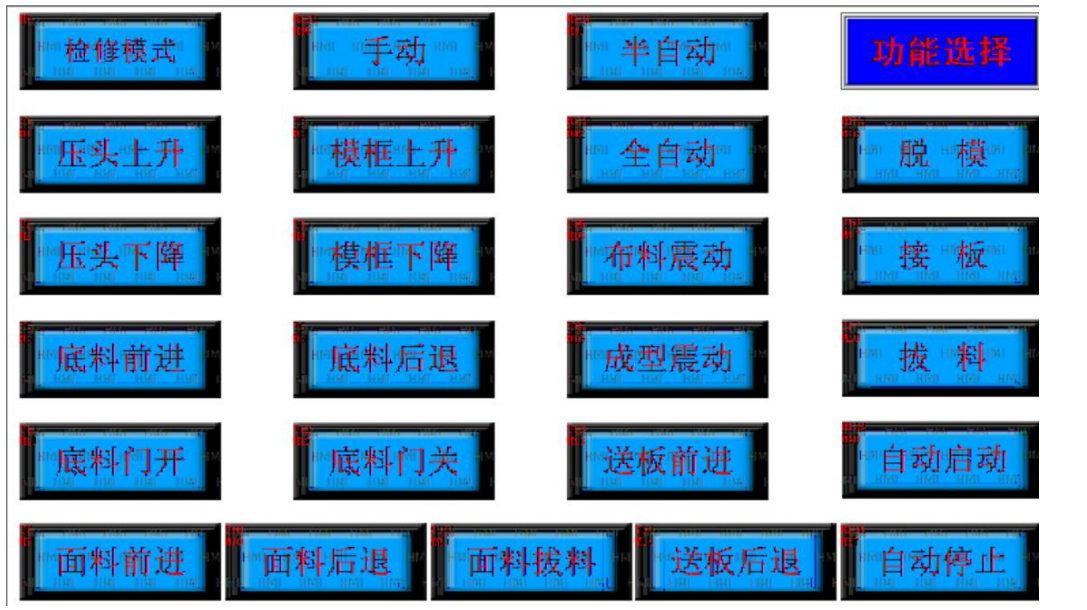 检修模式 手动 半自动 功能选择
压头上升 模框上升 全自动 脱 模
压头下降 模框下降 布料震动 接 板
底料前进 底料后退 成型震动 拨 料
底料门开 底料门关 送板前进 自动启动
面料前进 面料后退 面料拨料 送板后退 自动停止